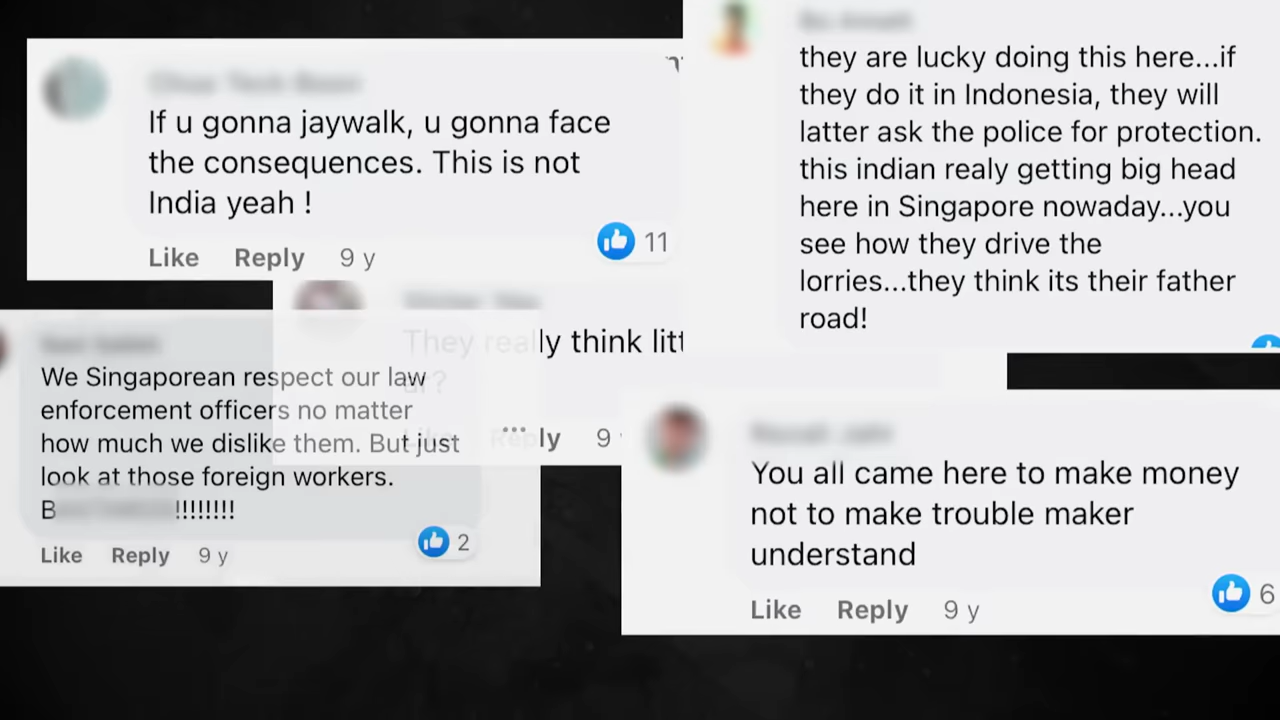 If u gonna jaywalk, u gonna face
the consequences. This is not
India yeah !
Like Reply 9 y
11
they are lucky doing this here...if
they do it in Indonesia, they will
latter ask the police for protection.
this indian realy getting big head
here in Singapore nowaday...you
see how they drive the
lorries...they think its their father
road!
They really think
Like Reply 9
We Singaporean respect our law
enforcement officers no matter
how much we dislike them. But just
look at those foreign workers.
B !!!!!!!!
Like Reply 9 y
2
You all came here to make money
not to make trouble maker
understand
Like Reply 9 y
6